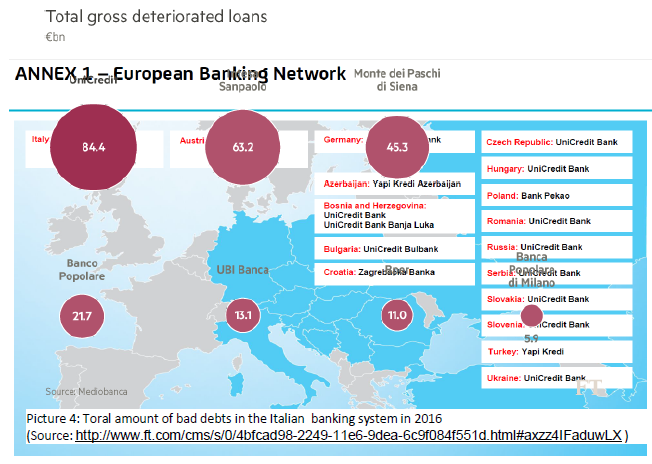 Total gross deteriorated loans
€bn
ANNEX 1 – European Banking Network
UniCredit
Intesa
Sanpaolo
Monte dei Paschi
di Siena
Italy
84.4
Austri
63.2
Germany:
45.3
nk
Czech Republic: UniCredit Bank
Hungary: UniCredit Bank
Azerbaijan: Yapi Kredi Azerbaijan
Poland: Bank Pekao
Bosnia and Herzegovina:
UniCredit Bank
UniCredit Bank Banja Luka
Romania: UniCredit Bank
Bulgaria: UniCredit Bulbank
Russia: UniCredit Bank
Croatia: Zagrebacka Banka
Serbia: UniCredit Bank
Banco
Popolare
UBI Banca
Bper
Banca
Popolare
di Milano
Slovakia: UniCredit Bank
21.7
13.1
11.0
5.9
Slovenia: UniCredit Bank
Turkey: Yapi Kredi
Ukraine: UniCredit Bank
FT
Source: Mediobanca
Picture 4: Toral amount of bad debts in the Italian banking system in 2016
(Source: http://www.ft.com/cms/s/0/4bfcad98-2249-11e6-9dea-6c9f084f551d.html#axzz4IFaduwLX )